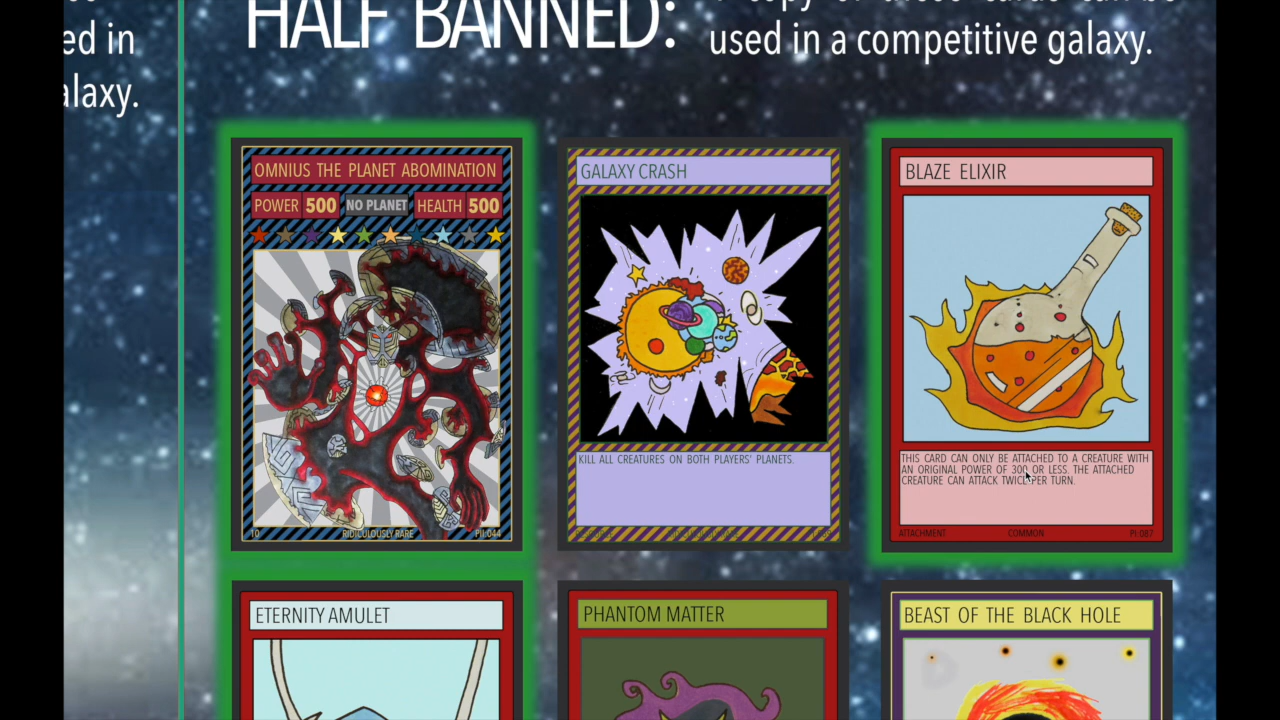 ed in
alaxy.
HALF BANNED:
used in a competitive galaxy.
OMNIUS THE PLANET ABOMINATION
POWER 500 NO PLANET HEALTH 500
10 RIDICULOUSLY RARE PI:044
GALAXY CRASH
KILL ALL CREATURES ON BOTH PLAYERS' PLANETS.
BLAZE ELIXIR
THIS CARD CAN ONLY BE ATTACHED TO A CREATURE WITH
AN ORIGINAL POWER OF 300 OR LESS. THE ATTACHED
CREATURE CAN ATTACK TWICE PER TURN.
ATTACHMENT COMMON PI:087
ETERNITY AMULET
PHANTOM MATTER
BEAST OF THE BLACK HOLE